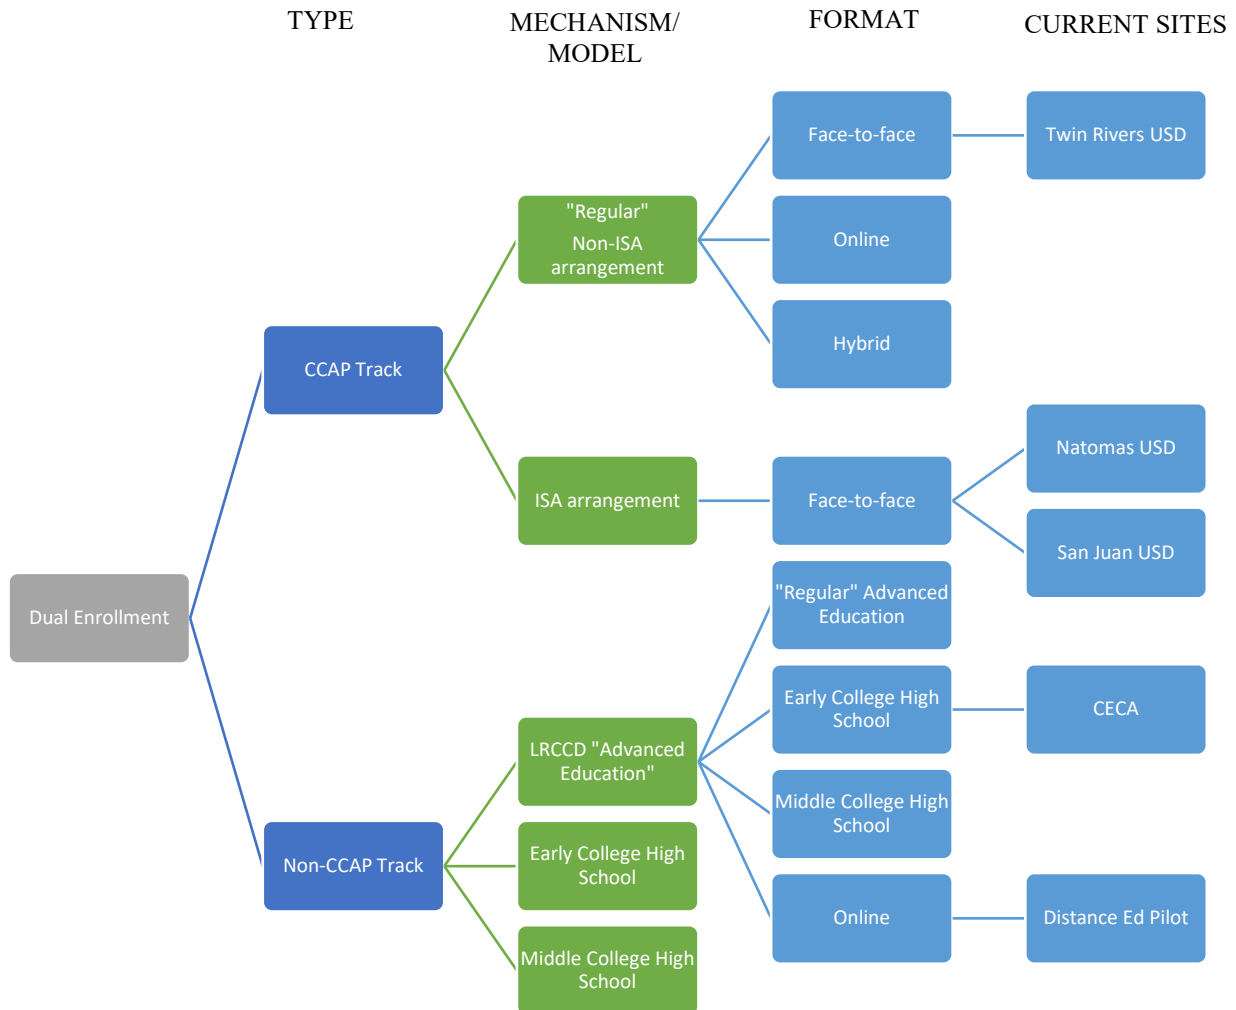 TYPE
MECHANISM/
MODEL
FORMAT
CURRENT SITES
Face-to-face
Twin Rivers USD
"Regular"
Non-ISA
arrangement
Online
Hybrid
CCAP Track
Natomas USD
ISA arrangement
Face-to-face
San Juan USD
Dual Enrollment
"Regular" Advanced
Education
Early College High
School
CECA
LRCCD "Advanced
Education"
Middle College High
School
Non-CCAP Track
Early College High
School
Online
Distance Ed Pilot
Middle College High
School